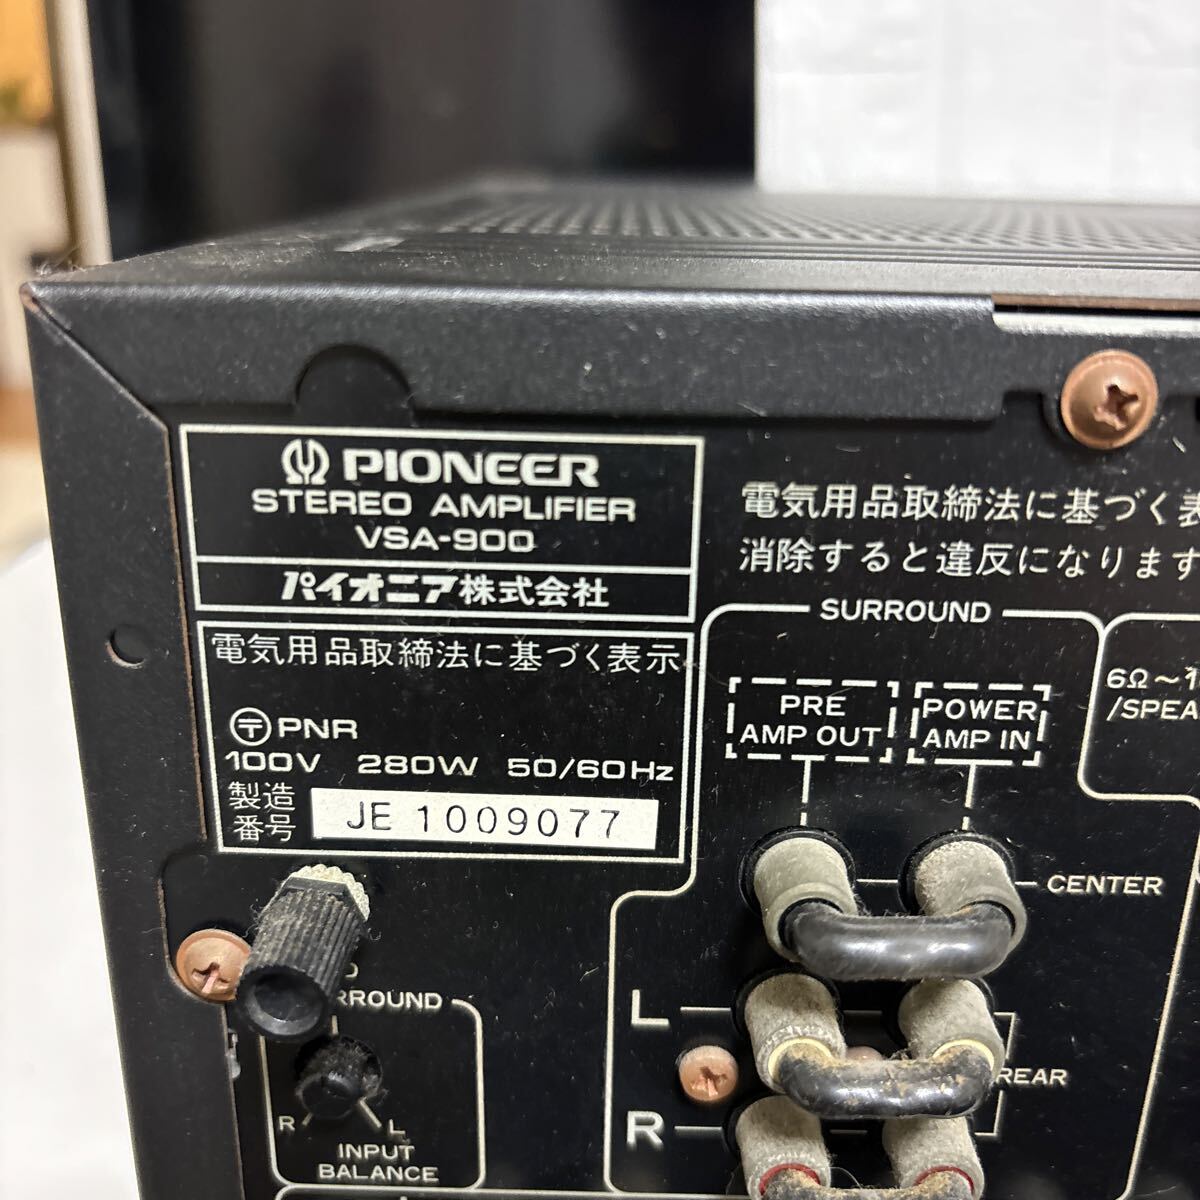 PIONEER
STEREO AMPLIFIER
VSA-900
パイオニア株式会社
電気用品取締法に基づく表示
〒 PNR
100V 280W 50/60Hz
製造番号 JE 1009077
電気用品取締法に基づく表
消除すると違反になります
SURROUND
PRE
AMP OUT
POWER
AMP IN
6Ω～1
/SPEA
CENTER
L
REAR
R
RROUND
R
L
INPUT
BALANCE